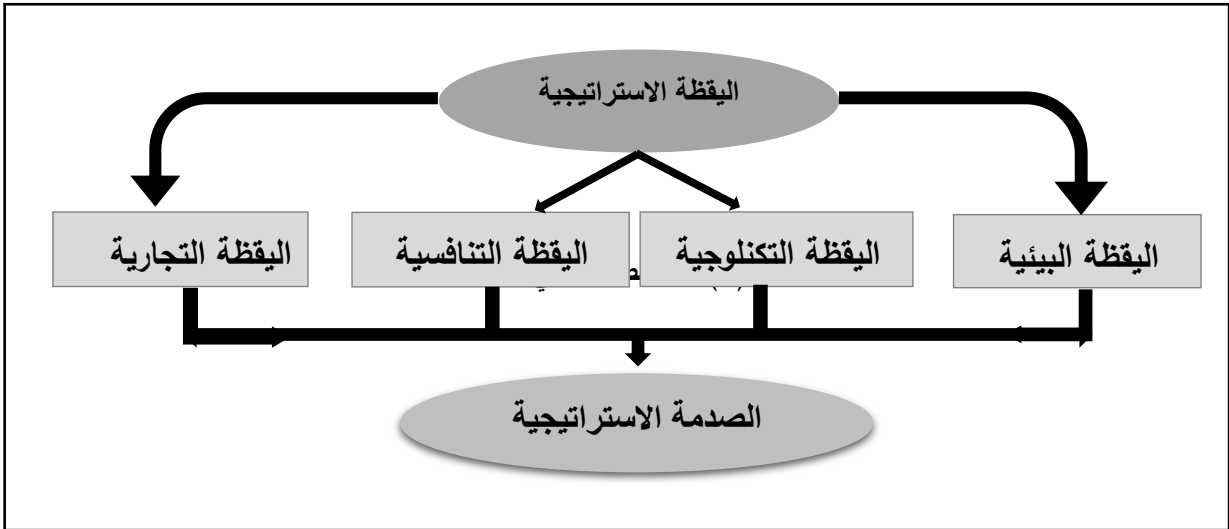 اليقظة الاستراتيجية
اليقظة البيئية
اليقظة التكنلوجية
اليقظة التنافسية
اليقظة التجارية
الصدمة الاستراتيجية